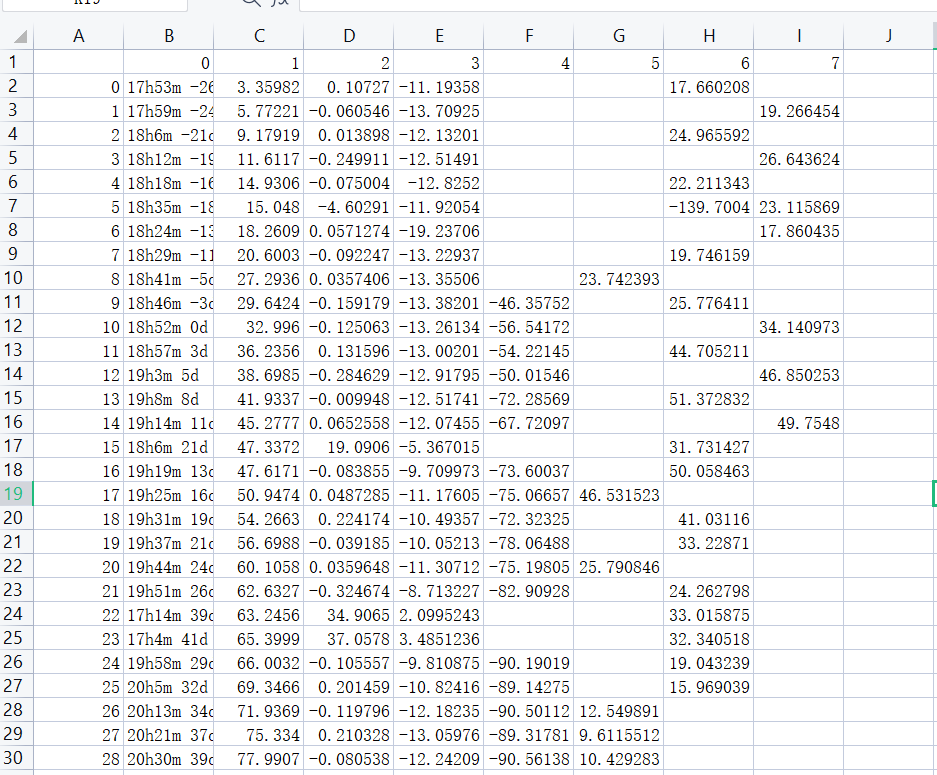 A B C D E F G H I J
1 0 1 2 3 4 5 6 7
2 0 17h53m -26 3.35982 0.10727 -11.19358 17.660208
3 1 17h59m -24 5.77221 -0.060546 -13.70925 19.266454
4 2 18h6m -21d 9.17919 0.013898 -12.13201 24.965592
5 3 18h12m -19 11.6117 -0.249911 -12.51491 26.643624
6 4 18h18m -16 14.9306 -0.075004 -12.8252 22.211343
7 5 18h35m -18 15.048 -4.60291 -11.92054 -139.7004 23.115869
8 6 18h24m -13 18.2609 0.0571274 -19.23706 17.860435
9 7 18h29m -11 20.6003 -0.092247 -13.22937 19.746159
10 8 18h41m -5d 27.2936 0.0357406 -13.35506 23.742393
11 9 18h46m -3d 29.6424 -0.159179 -13.38201 -46.35752 25.776411
12 10 18h52m 0d 32.996 -0.125063 -13.26134 -56.54172 34.140973
13 11 18h57m 3d 36.2356 0.131596 -13.00201 -54.22145 44.705211
14 12 19h3m 5d 38.6985 -0.284629 -12.91795 -50.01546 46.850253
15 13 19h8m 8d 41.9337 -0.009948 -12.51741 -72.28569 51.372832
16 14 19h14m 11d 45.2777 0.0652558 -12.07455 -67.72097 49.7548
17 15 18h6m 21d 47.3372 19.0906 -5.367015 31.731427
18 16 19h19m 13d 47.6171 -0.083855 -9.709973 -73.60037 50.058463
19 17 19h25m 16d 50.9474 0.0487285 -11.17605 -75.06657 46.531523
20 18 19h31m 19d 54.2663 0.224174 -10.49357 -72.32325 41.03116
21 19 19h37m 21d 56.6988 -0.039185 -10.05213 -78.06488 33.22871
22 20 19h44m 24d 60.1058 0.0359648 -11.30712 -75.19805 25.790846
23 21 19h51m 26d 62.6327 -0.324674 -8.713227 -82.90928 24.262798
24 22 17h14m 39d 63.2456 34.9065 2.0995243 33.015875
25 23 17h4m 41d 65.3999 37.0578 3.4851236 32.340518
26 24 19h58m 29d 66.0032 -0.105557 -9.810875 -90.19019 19.043239
27 25 20h5m 32d 69.3466 0.201459 -10.82416 -89.14275 15.969039
28 26 20h13m 34d 71.9369 -0.119796 -12.18235 -90.50112 12.549891
29 27 20h21m 37d 75.334 0.210328 -13.05976 -89.31781 9.6115512
30 28 20h30m 39d 77.9907 -0.080538 -12.24209 -90.56138 10.429283